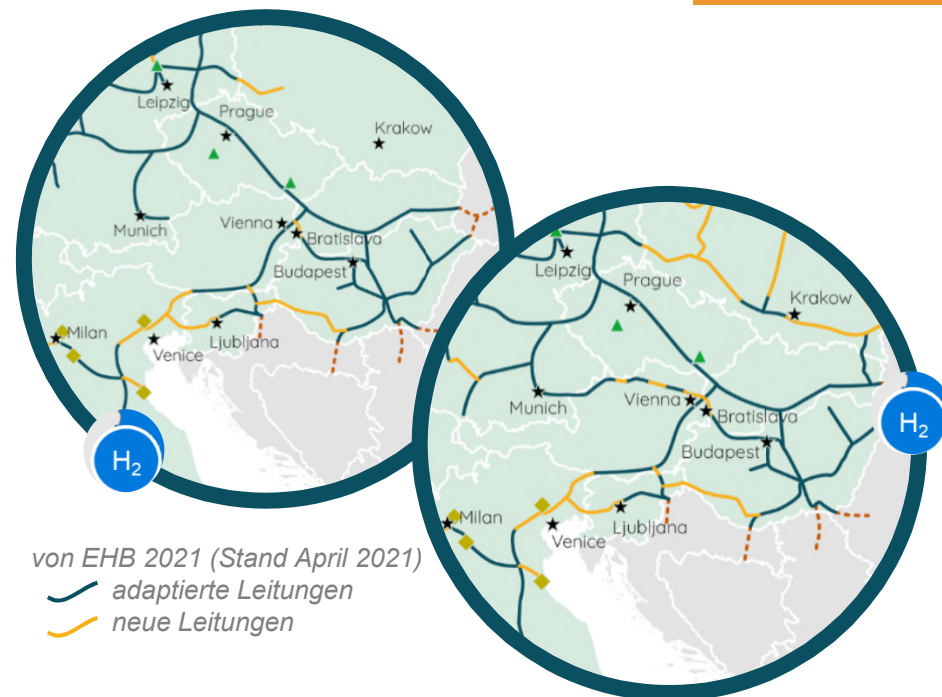 Leipzig
Prague
Krakow
Munich
Vienna
Bratislava
Budapest
Milan
Venice
Ljubljana
H₂
Leipzig
Prague
Krakow
Munich
Vienna
Bratislava
Budapest
Milan
Venice
Ljubljana
H₂
von EHB 2021 (Stand April 2021)
adaptierte Leitungen
neue Leitungen